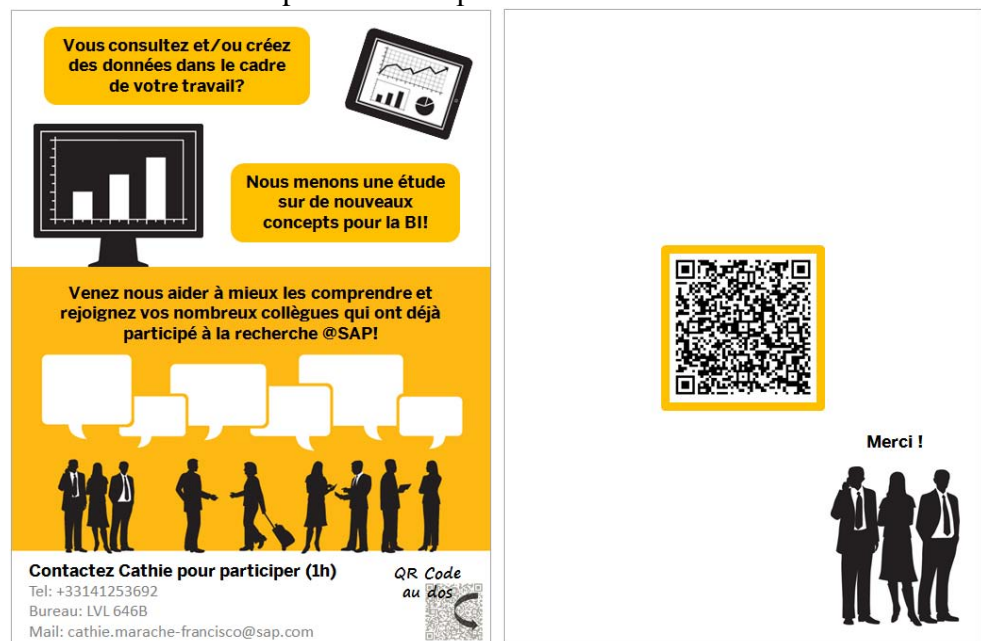 Vous consultez et/ou créez
des données dans le cadre
de votre travail?
Nous menons une étude
sur de nouveaux
concepts pour la BI!
Venez nous aider à mieux les comprendre et
rejoignez vos nombreux collègues qui ont déjà
participé à la recherche @SAP!
Contactez Cathie pour participer (1h)
Tel: +33141253692
Bureau: LVL 646B
Mail: cathie.marache-francisco@sap.com
QR Code
au dos
Merci !